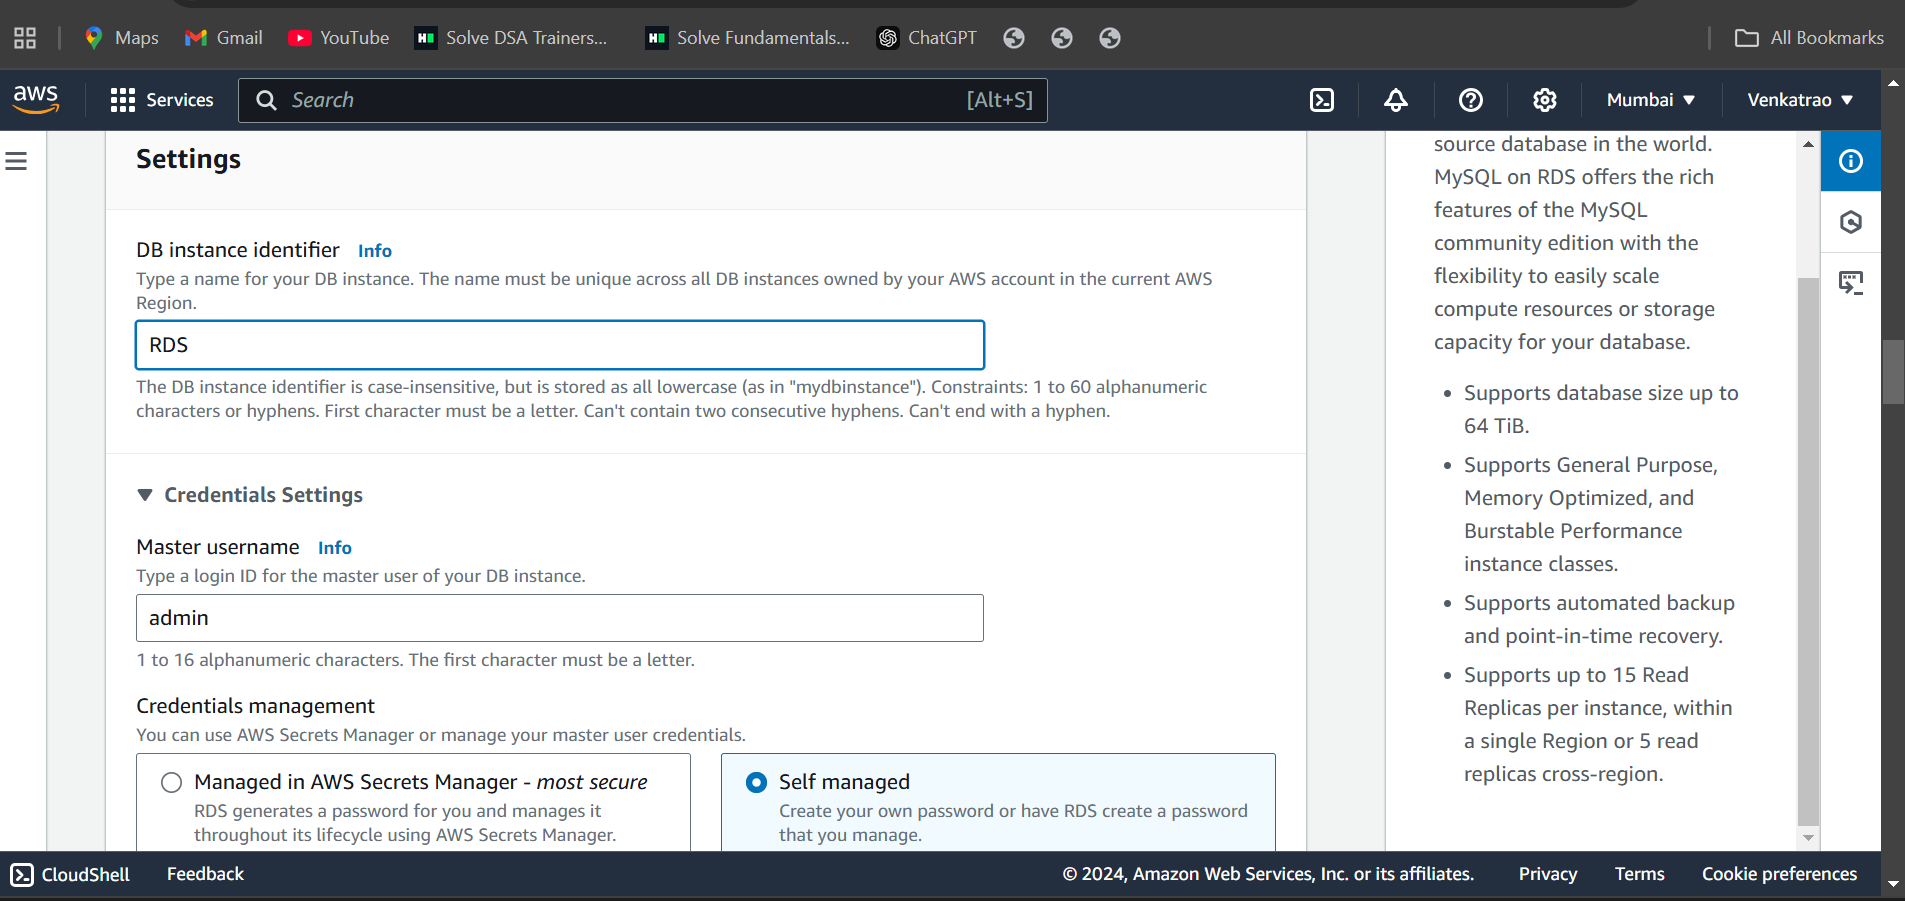 Maps
Gmail
YouTube
Solve DSA Trainers...
Solve Fundamentals...
ChatGPT
All Bookmarks
aws
Services
Search
[Alt+S]
Mumbai
Venkatrao
Settings
DB instance identifier Info
Type a name for your DB instance. The name must be unique across all DB instances owned by your AWS account in the current AWS
Region.
RDS
The DB instance identifier is case-insensitive, but is stored as all lowercase (as in "mydbinstance"). Constraints: 1 to 60 alphanumeric
characters or hyphens. First character must be a letter. Can't contain two consecutive hyphens. Can't end with a hyphen.
Credentials Settings
Master username Info
Type a login ID for the master user of your DB instance.
admin
1 to 16 alphanumeric characters. The first character must be a letter.
Credentials management
You can use AWS Secrets Manager or manage your master user credentials.
Managed in AWS Secrets Manager - most secure
RDS generates a password for you and manages it
throughout its lifecycle using AWS Secrets Manager.
Self managed
Create your own password or have RDS create a password
that you manage.
source database in the world.
MySQL on RDS offers the rich
features of the MySQL
community edition with the
flexibility to easily scale
compute resources or storage
capacity for your database.
• Supports database size up to
64 TiB.
• Supports General Purpose,
Memory Optimized, and
Burstable Performance
instance classes.
• Supports automated backup
and point-in-time recovery.
• Supports up to 15 Read
Replicas per instance, within
a single Region or 5 read
replicas cross-region.
CloudShell
Feedback
© 2024, Amazon Web Services, Inc. or its affiliates.
Privacy
Terms
Cookie preferences